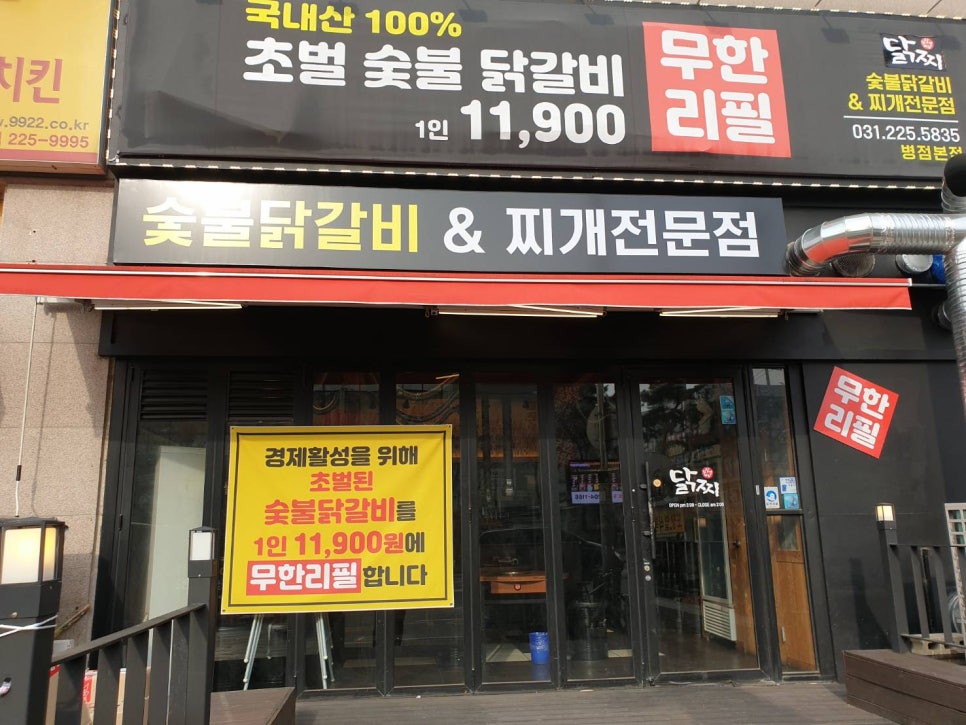 국내산 100%
초벌 숯불 닭갈비
1인 11,900
무한
리필
닭찌
숯불닭갈비
& 찌개전문점
031.225.5835
병점본점
치킨
.9922.co.kr
225-9995
숯불닭갈비 & 찌개전문점
무한
리필
경제활성을 위해
초벌된
숯불닭갈비를
1인 11,900원에
무한리필합니다
닭찌